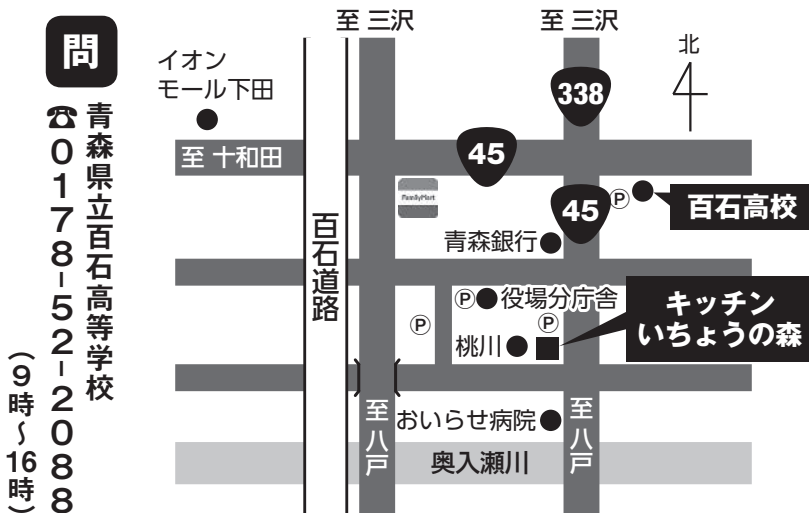 問
青森県立百石高等学校
☎0178-52-2088
(9時〜16時)
至 三沢
至 三沢
北
イオン
モール下田
338
至 十和田
45
FamilyMart
45
Ⓟ
百石高校
百石道路
青森銀行
Ⓟ
役場分庁舎
Ⓟ
Ⓟ
キッチン
いちょうの森
桃川
至八戸
おいらせ病院
至八戸
奥入瀬川